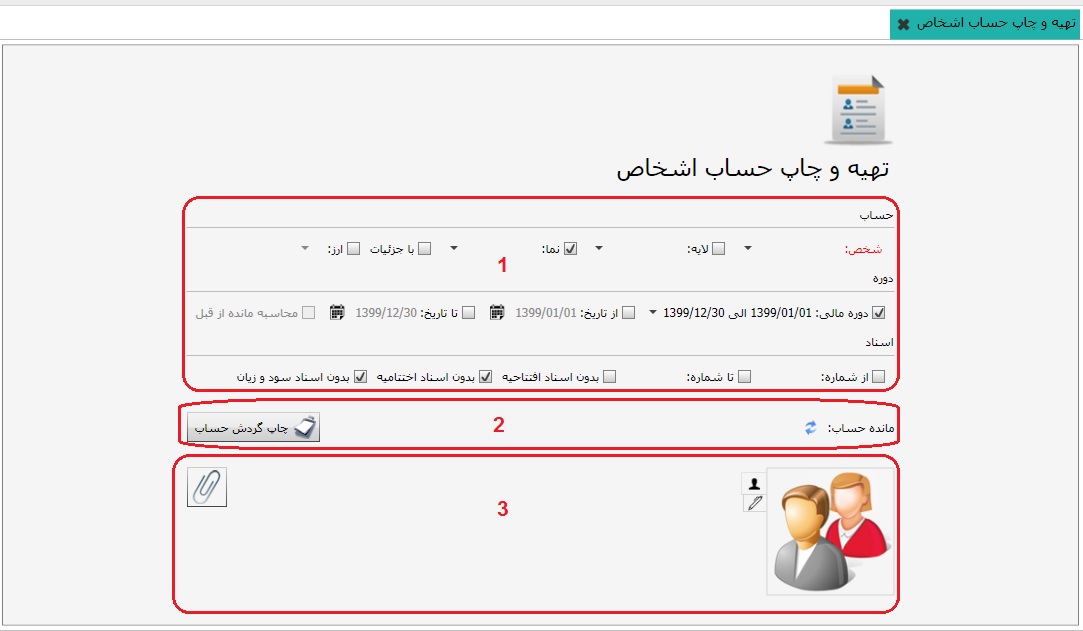 تهیه و چاپ حساب اشخاص
تهیه و چاپ حساب اشخاص
حساب
شخص: لایه: نما: با جزئیات ارز:
1
دوره
دوره مالی: 1399/01/01 الی 1399/12/30 از تاریخ: 1399/01/01 تا تاریخ: 1399/12/30 محاسبه مانده از قبل
اسناد
از شماره: تا شماره: بدون اسناد افتتاحیه بدون اسناد اختتامیه بدون اسناد سود و زیان
مانده حساب: 2 چاپ گردش حساب
3